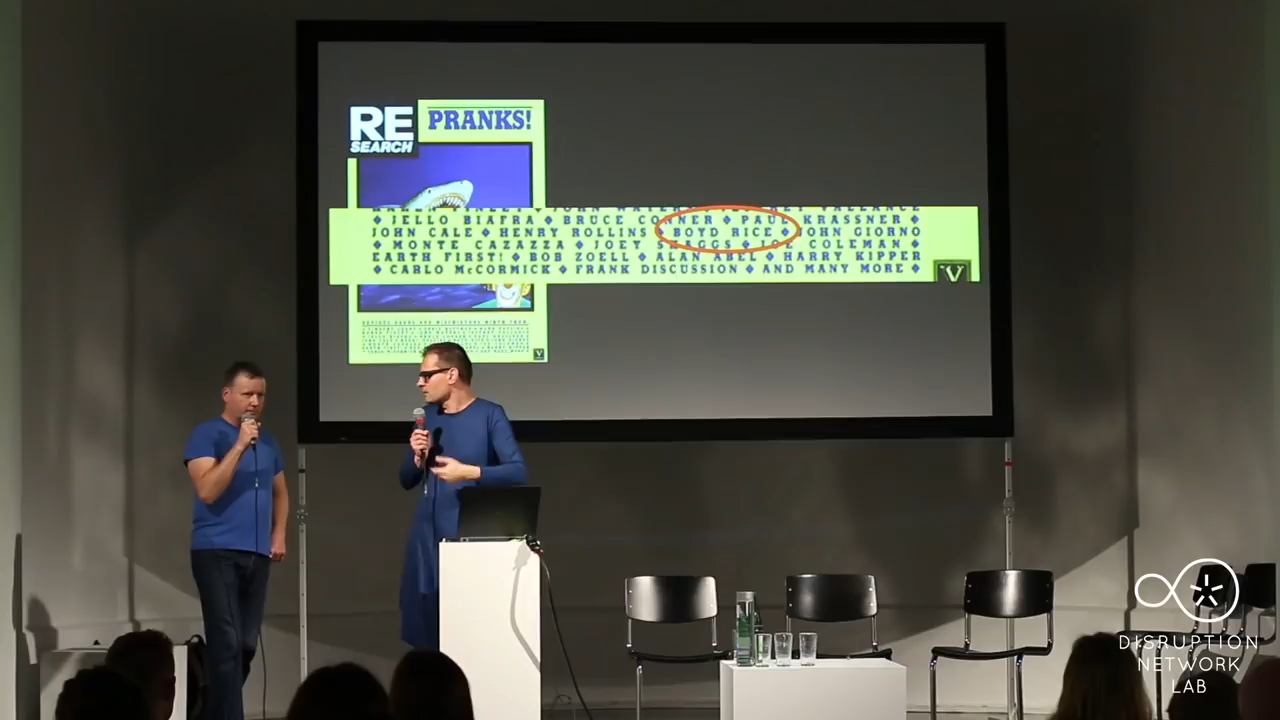 RE
SEARCH
PRANKS!
◆ JELLO BIAFRA ◆ BRUCE CONNER ◆ PAUL KRASSNER ◆
JOHN CALE ◆ HENRY ROLLINS ◆ BOYD RICE ◆ JOHN GIORNO
◆ MONTE CAZAZZA ◆ JOEY SKAGGS ◆ JOE COLEMAN ◆
EARTH FIRST! ◆ BOB ZOELL ◆ ALAN ABEL ◆ HARRY KIPPER
◆ CARLO McCORMICK ◆ FRANK DISCUSSION ◆ AND MANY MORE ◆
V
DISRUPTION
NETWORK
LAB